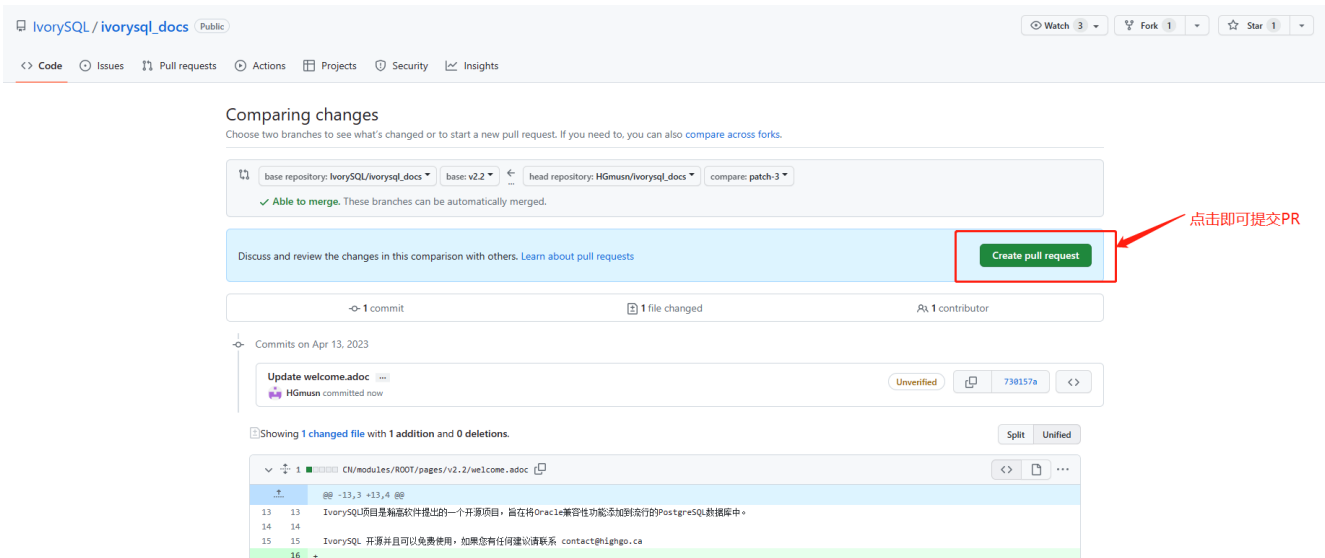 IvorySQL / ivorysql_docs Public
Watch 3 Fork 1 Star 1
Code Issues Pull requests Actions Projects Security Insights
Comparing changes
Choose two branches to see what's changed or to start a new pull request. If you need to, you can also compare across forks.
base repository: IvorySQL/ivorysql_docs base: v2.2 ← ... head repository: HGmusn/ivorysql_docs compare: patch-3
✓ Able to merge. These branches can be automatically merged.
点击即可提交PR
Discuss and review the changes in this comparison with others. Learn about pull requests Create pull request
1 commit 1 file changed 1 contributor
Commits on Apr 13, 2023
Update welcome.adoc ...
HGmusn committed now
Unverified 730157a <>
Showing 1 changed file with 1 addition and 0 deletions.
Split Unified
1 CN/modules/ROOT/pages/v2.2/welcome.adoc <> ...
@@ -13,3 +13,4 @@
13 13 IvorySQL项目是瀚高软件提出的一个开源项目，旨在将Oracle兼容性功能添加到流行的PostgreSQL数据库中。
14 14
15 15 IvorySQL 开源并且可以免费使用，如果您有任何建议请联系 contact@highgo.ca
16 +